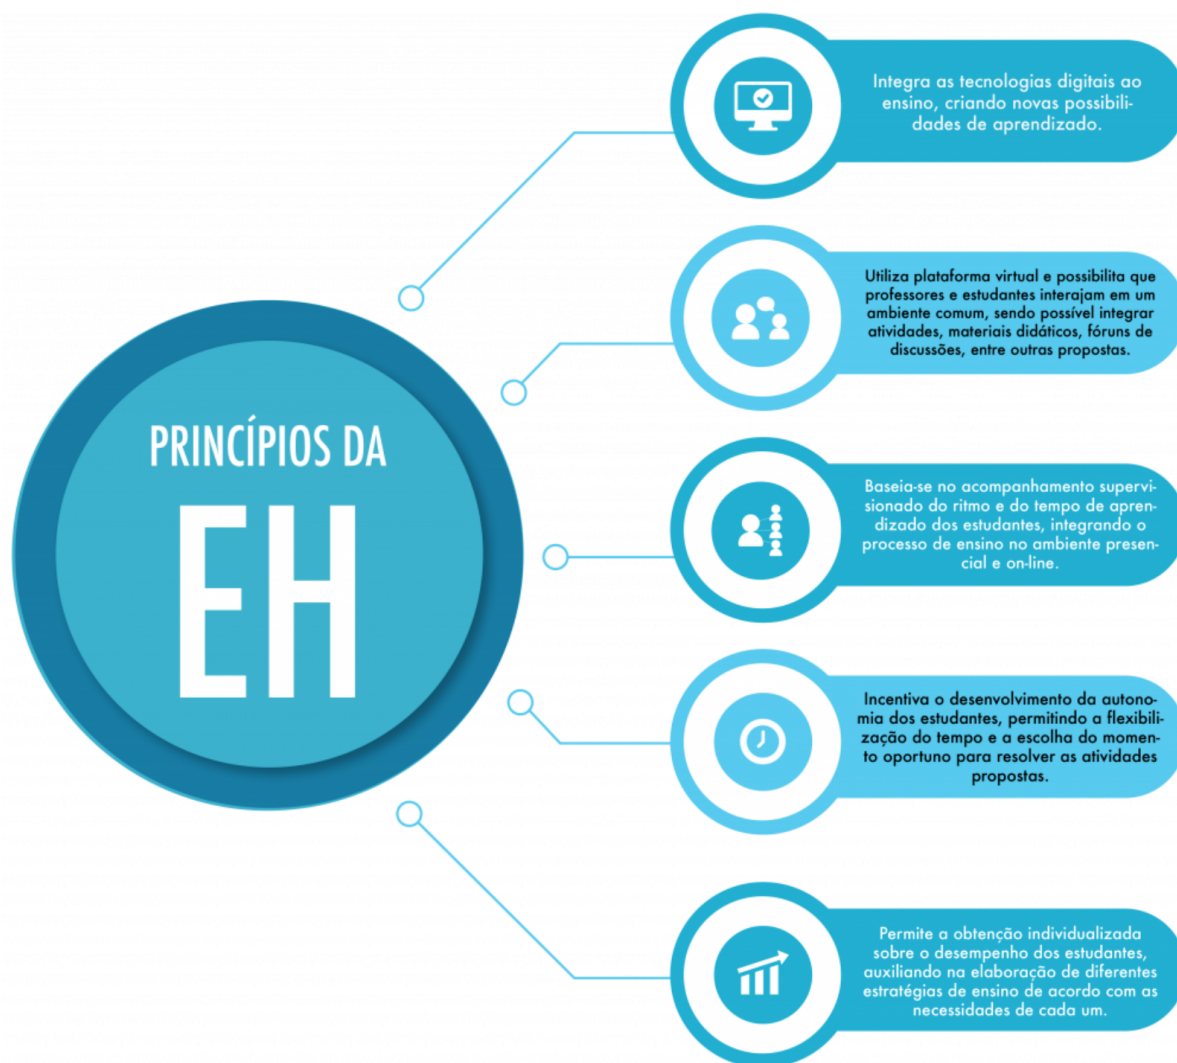 PRINCÍPIOS DA
EH
Integra as tecnologias digitais ao
ensino, criando novas possibili-
dades de aprendizado.
Utiliza plataforma virtual e possibilita que
professores e estudantes interajam em um
ambiente comum, sendo possível integrar
atividades, materiais didáticos, fóruns de
discussões, entre outras propostas.
Baseia-se no acompanhamento supervi-
sionado do ritmo e do tempo de apren-
dizado dos estudantes, integrando o
processo de ensino no ambiente presen-
cial e on-line.
Incentiva o desenvolvimento da autono-
mia dos estudantes, permitindo a flexibili-
zação do tempo e a escolha do momen-
to oportuno para resolver as atividades
propostas.
Permite a obtenção individualizada
sobre o desempenho dos estudantes,
auxiliando na elaboração de diferentes
estratégias de ensino de acordo com as
necessidades de cada um.